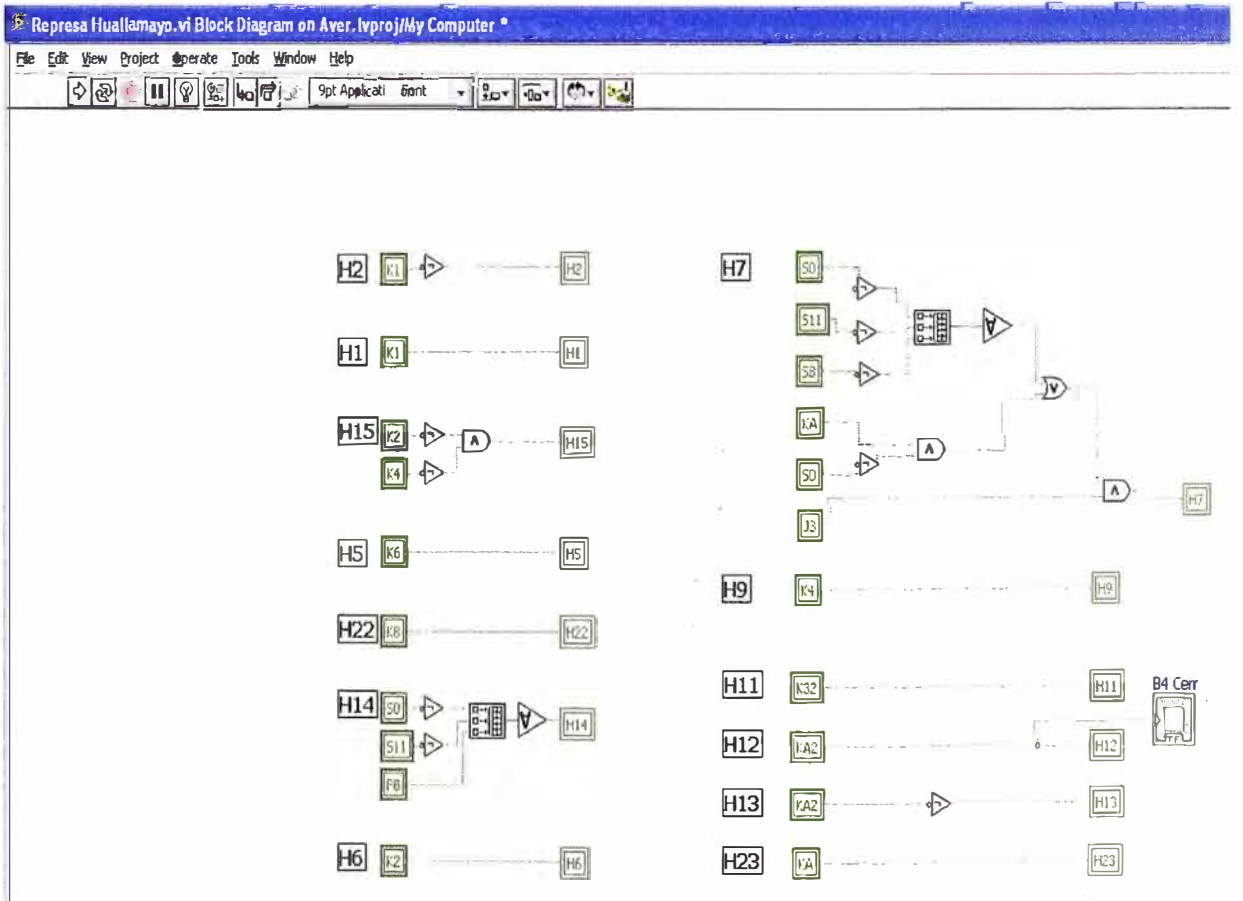 Represa Huallamayo.vi Block Diagram on Aver.lvproj/My Computer *
File Edit View Project Operate Tools Window Help
9pt Applicati Font
H2 K1 H2
H1 K1 H1
H15 K2 H15
K4
H5 K6 H5
H22 K8 H22
H14 S0 H14
S11
F6
H6 K2 H6
H7 S0
S11
S8
KA
S0
J3
H7
H9 K4 H9
H11 K32 H11
B4 Cerr
TF
H12 KA2 H12
H13 KA2 H13
H23 KA H23